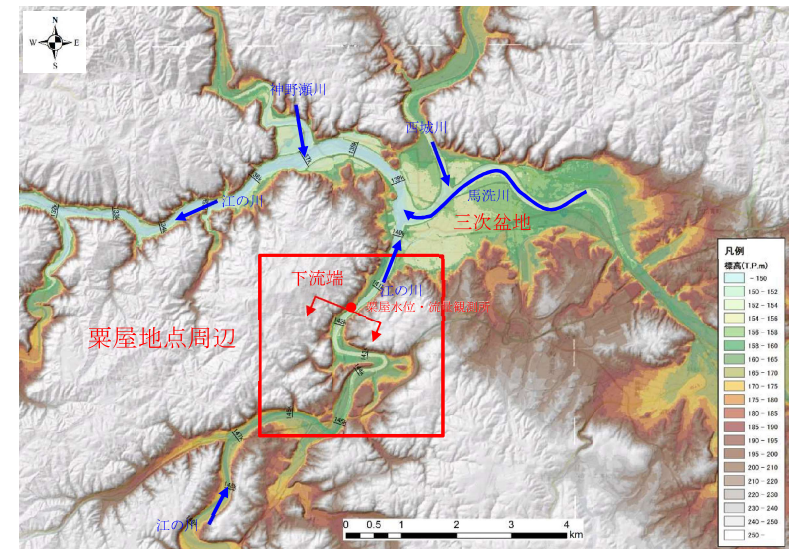 N
W E
S
神野瀬川
西城川
馬洗川
江の川
三次盆地
下流端
江の川
粟屋水位・流量観測所
粟屋地点周辺
江の川
凡例
標高(T.P.m)
-150
150-152
152-154
154-156
156-158
158-160
160-165
165-170
170-175
175-180
180-185
185-190
190-195
195-200
200-210
210-220
220-230
230-240
240-250
250-
0 0.5 1 2 3 4
km